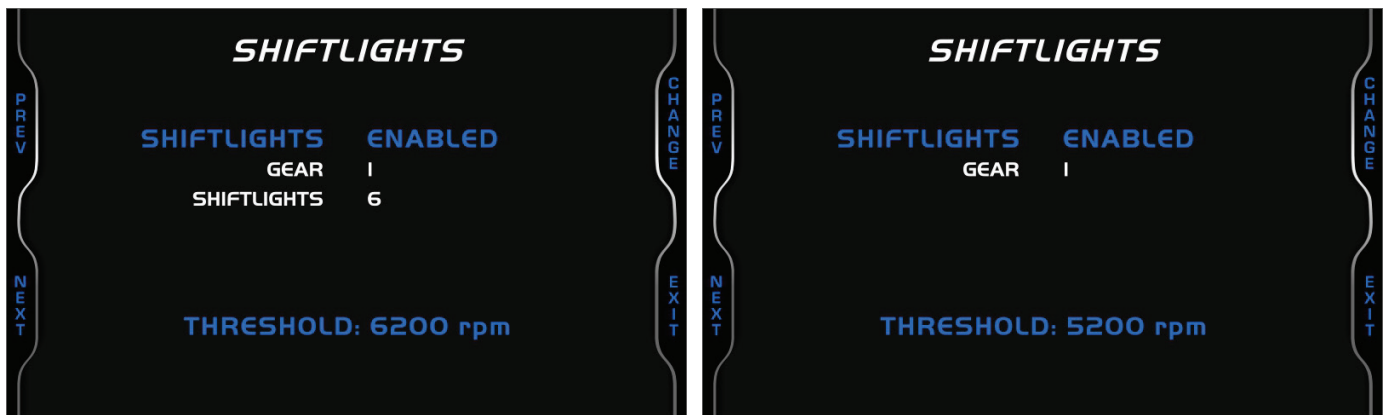 SHIFTLIGHTS
PREV
CHANGE
SHIFTLIGHTS ENABLED
GEAR 1
SHIFTLIGHTS 6
NEXT
EXIT
THRESHOLD: 6200 rpm
SHIFTLIGHTS
PREV
CHANGE
SHIFTLIGHTS ENABLED
GEAR 1
NEXT
EXIT
THRESHOLD: 5200 rpm